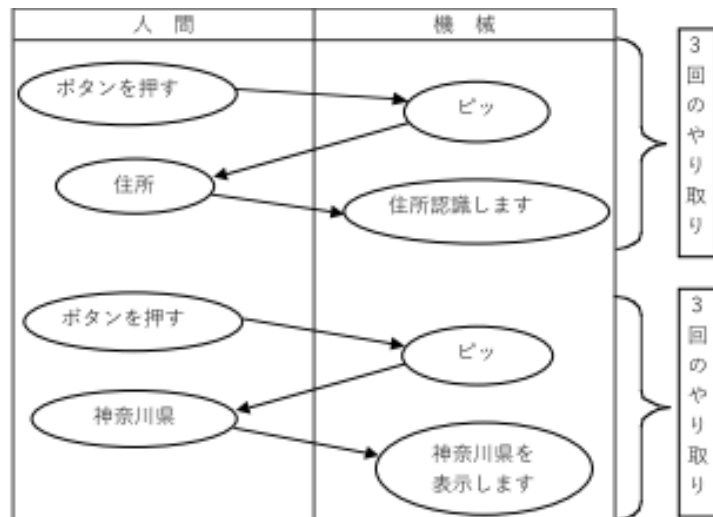 人 間
機 械
ボタンを押す
ピッ
住所
住所認識します
3回のやり取り
ボタンを押す
ピッ
神奈川県
神奈川県を
表示します
3回のやり取り